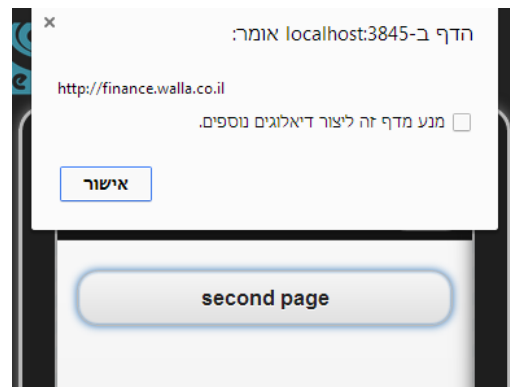 הדף ב-localhost:3845 אומר:
http://finance.walla.co.il
מנע מדף זה ליצור דיאלוגים נוספים.
אישור
second page